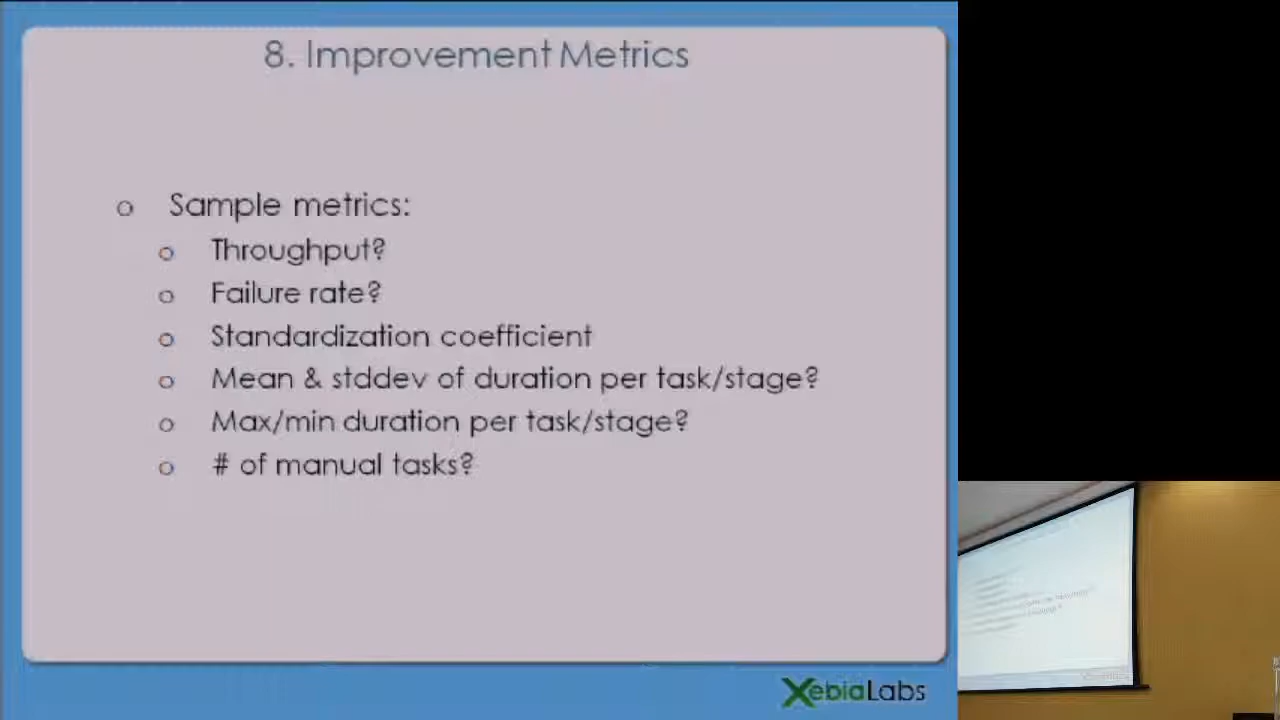 8. Improvement Metrics
o Sample metrics:
o Throughput?
o Failure rate?
o Standardization coefficient
o Mean & stddev of duration per task/stage?
o Max/min duration per task/stage?
o # of manual tasks?
XebiaLabs